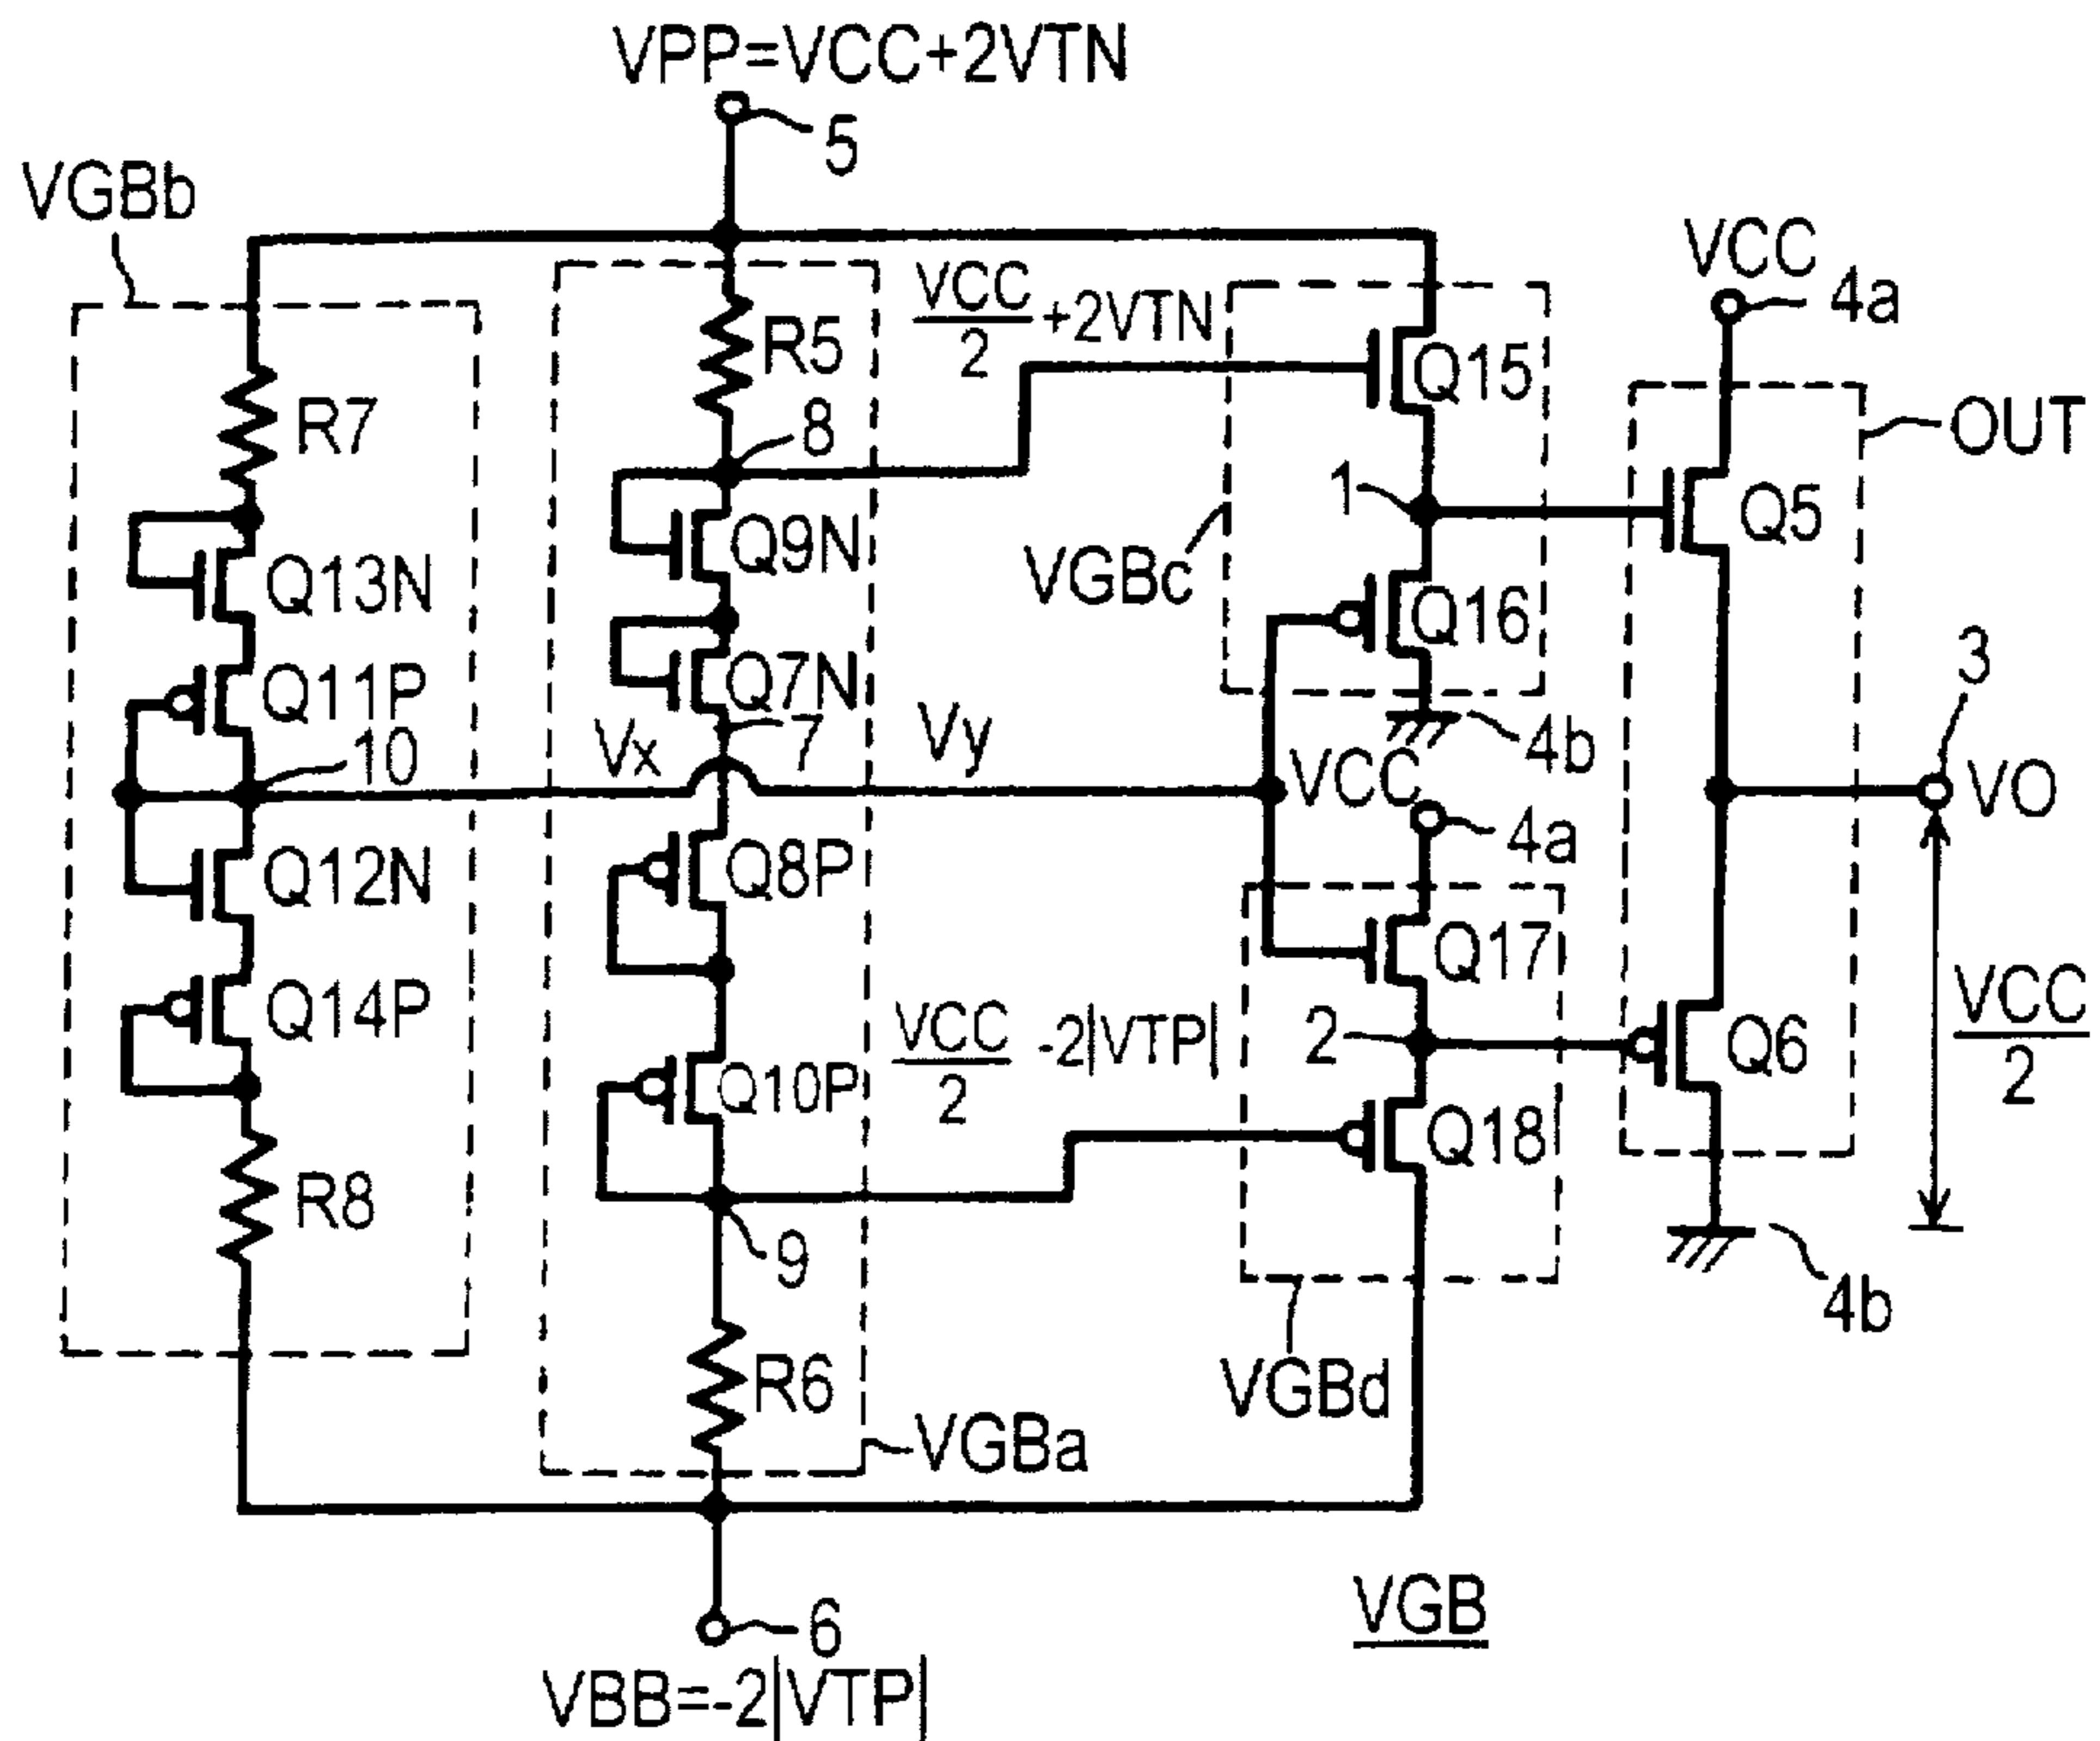 VPP=VCC+2VTN
5
VGBb
VCC
4a
VCC/2 +2VTN
R5
Q15
R7
8
OUT
1
Q5
Q9N
VGBc
Q13N
Q16
3
Q11P
Q7N
Vx
7
Vy
10
4b
VCC
VO
4a
Q12N
Q8P
Q17
VCC/2
Q14P
VCC/2 -2|VTP|
2
Q6
Q10P
Q18
R8
9
4b
R6
VGBd
VGBa
6
VGB
VBB=-2|VTP|